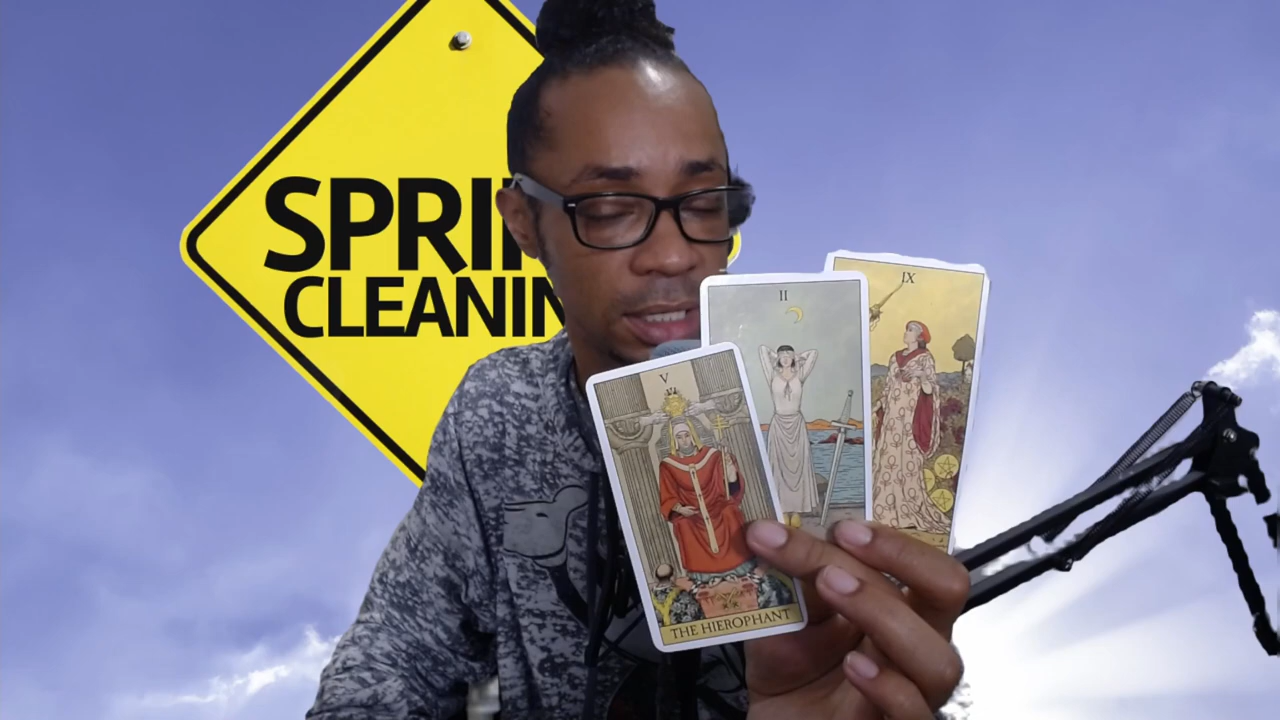 SPRI
CLEANIN
II
IX
V
THE HIEROPHANT